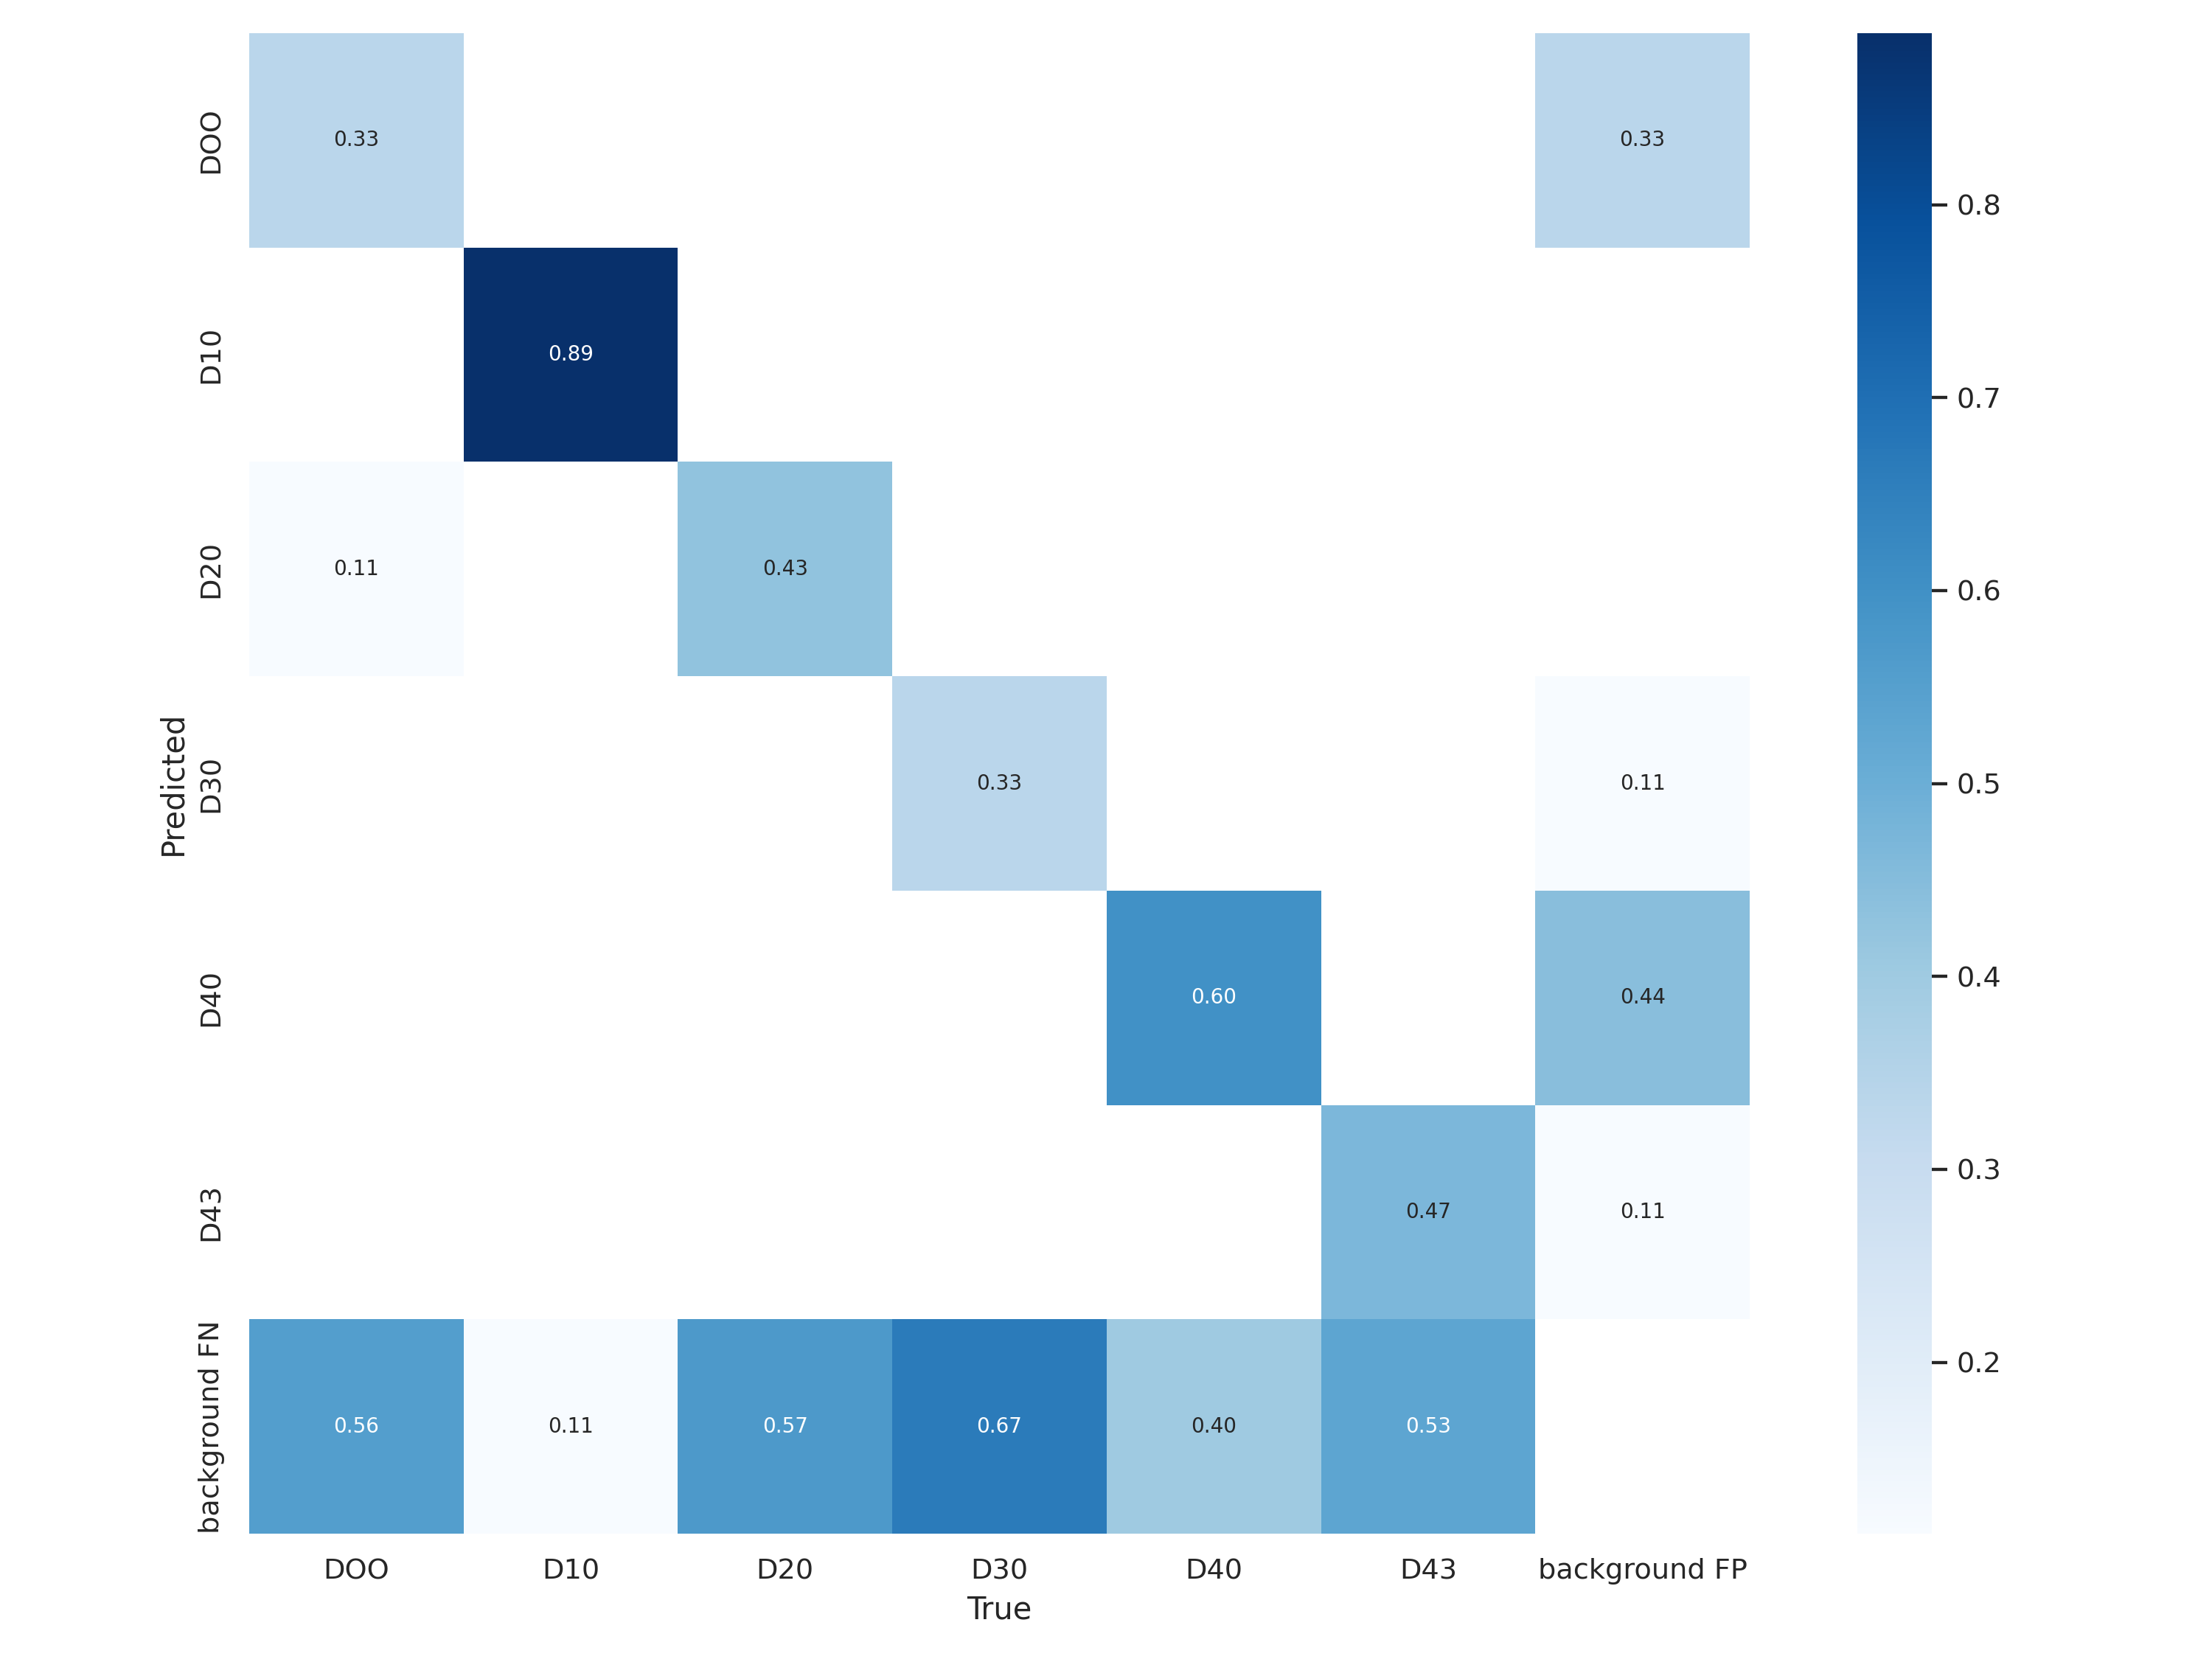 DOO 0.33 0.33
D10 0.89
D20 0.11 0.43
D30 0.33 0.11
D40 0.60 0.44
D43 0.47 0.11
background FN 0.56 0.11 0.57 0.67 0.40 0.53
Predicted
DOO D10 D20 D30 D40 D43 background FP
True
0.8
0.7
0.6
0.5
0.4
0.3
0.2